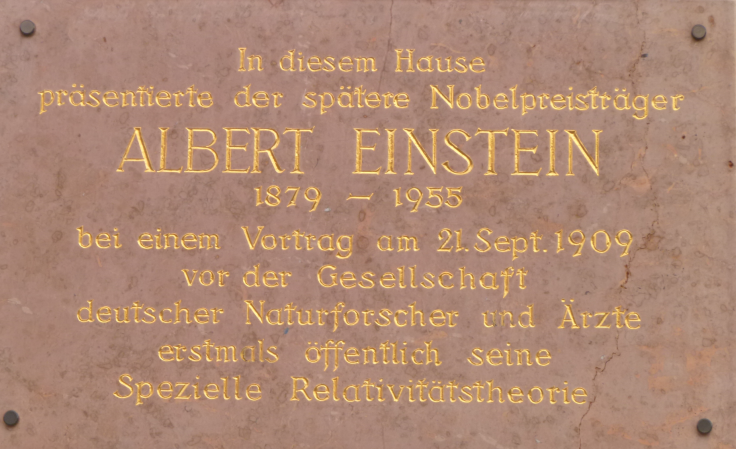 In diesem Hause
präsentierte der spätere Nobelpreisträger
ALBERT EINSTEIN
1879 – 1955
bei einem Vortrag am 21. Sept. 1909
vor der Gesellschaft
deutscher Naturforscher und Ärzte
erstmals öffentlich seine
Spezielle Relativitätstheorie